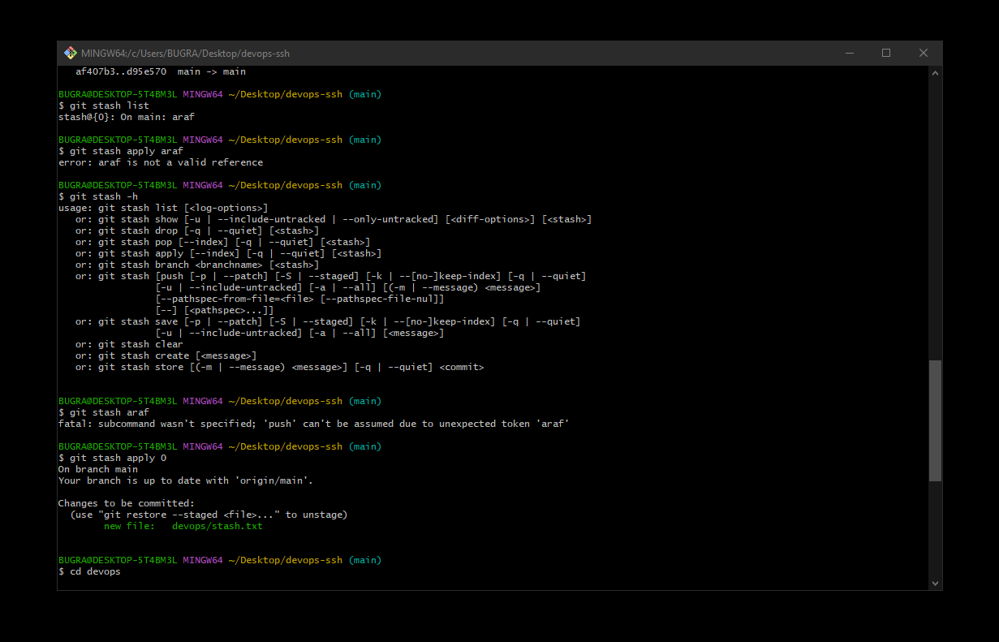 MINGW64:/c/Users/BUGRA/Desktop/devops-ssh
   af407b3..d95e570  main -> main
BUGRA@DESKTOP-5T4BM3L MINGW64 ~/Desktop/devops-ssh (main)
$ git stash list
stash@{0}: On main: araf
BUGRA@DESKTOP-5T4BM3L MINGW64 ~/Desktop/devops-ssh (main)
$ git stash apply araf
error: araf is not a valid reference
BUGRA@DESKTOP-5T4BM3L MINGW64 ~/Desktop/devops-ssh (main)
$ git stash -h
usage: git stash list [<log-options>]
   or: git stash show [-u | --include-untracked | --only-untracked] [<diff-options>] [<stash>]
   or: git stash drop [-q | --quiet] [<stash>]
   or: git stash pop [--index] [-q | --quiet] [<stash>]
   or: git stash apply [--index] [-q | --quiet] [<stash>]
   or: git stash branch <branchname> [<stash>]
   or: git stash [push [-p | --patch] [-S | --staged] [-k | --[no-]keep-index] [-q | --quiet]
                 [-u | --include-untracked] [-a | --all] [(-m | --message) <message>]
                 [--pathspec-from-file=<file> [--pathspec-file-nul]]
                 [--] [<pathspec>...]]
   or: git stash save [-p | --patch] [-S | --staged] [-k | --[no-]keep-index] [-q | --quiet]
                 [-u | --include-untracked] [-a | --all] [<message>]
   or: git stash clear
   or: git stash create [<message>]
   or: git stash store [(-m | --message) <message>] [-q | --quiet] <commit>
BUGRA@DESKTOP-5T4BM3L MINGW64 ~/Desktop/devops-ssh (main)
$ git stash araf
fatal: subcommand wasn't specified; 'push' can't be assumed due to unexpected token 'araf'
BUGRA@DESKTOP-5T4BM3L MINGW64 ~/Desktop/devops-ssh (main)
$ git stash apply 0
On branch main
Your branch is up to date with 'origin/main'.
Changes to be committed:
  (use "git restore --staged <file>..." to unstage)
        new file:   devops/stash.txt
BUGRA@DESKTOP-5T4BM3L MINGW64 ~/Desktop/devops-ssh (main)
$ cd devops